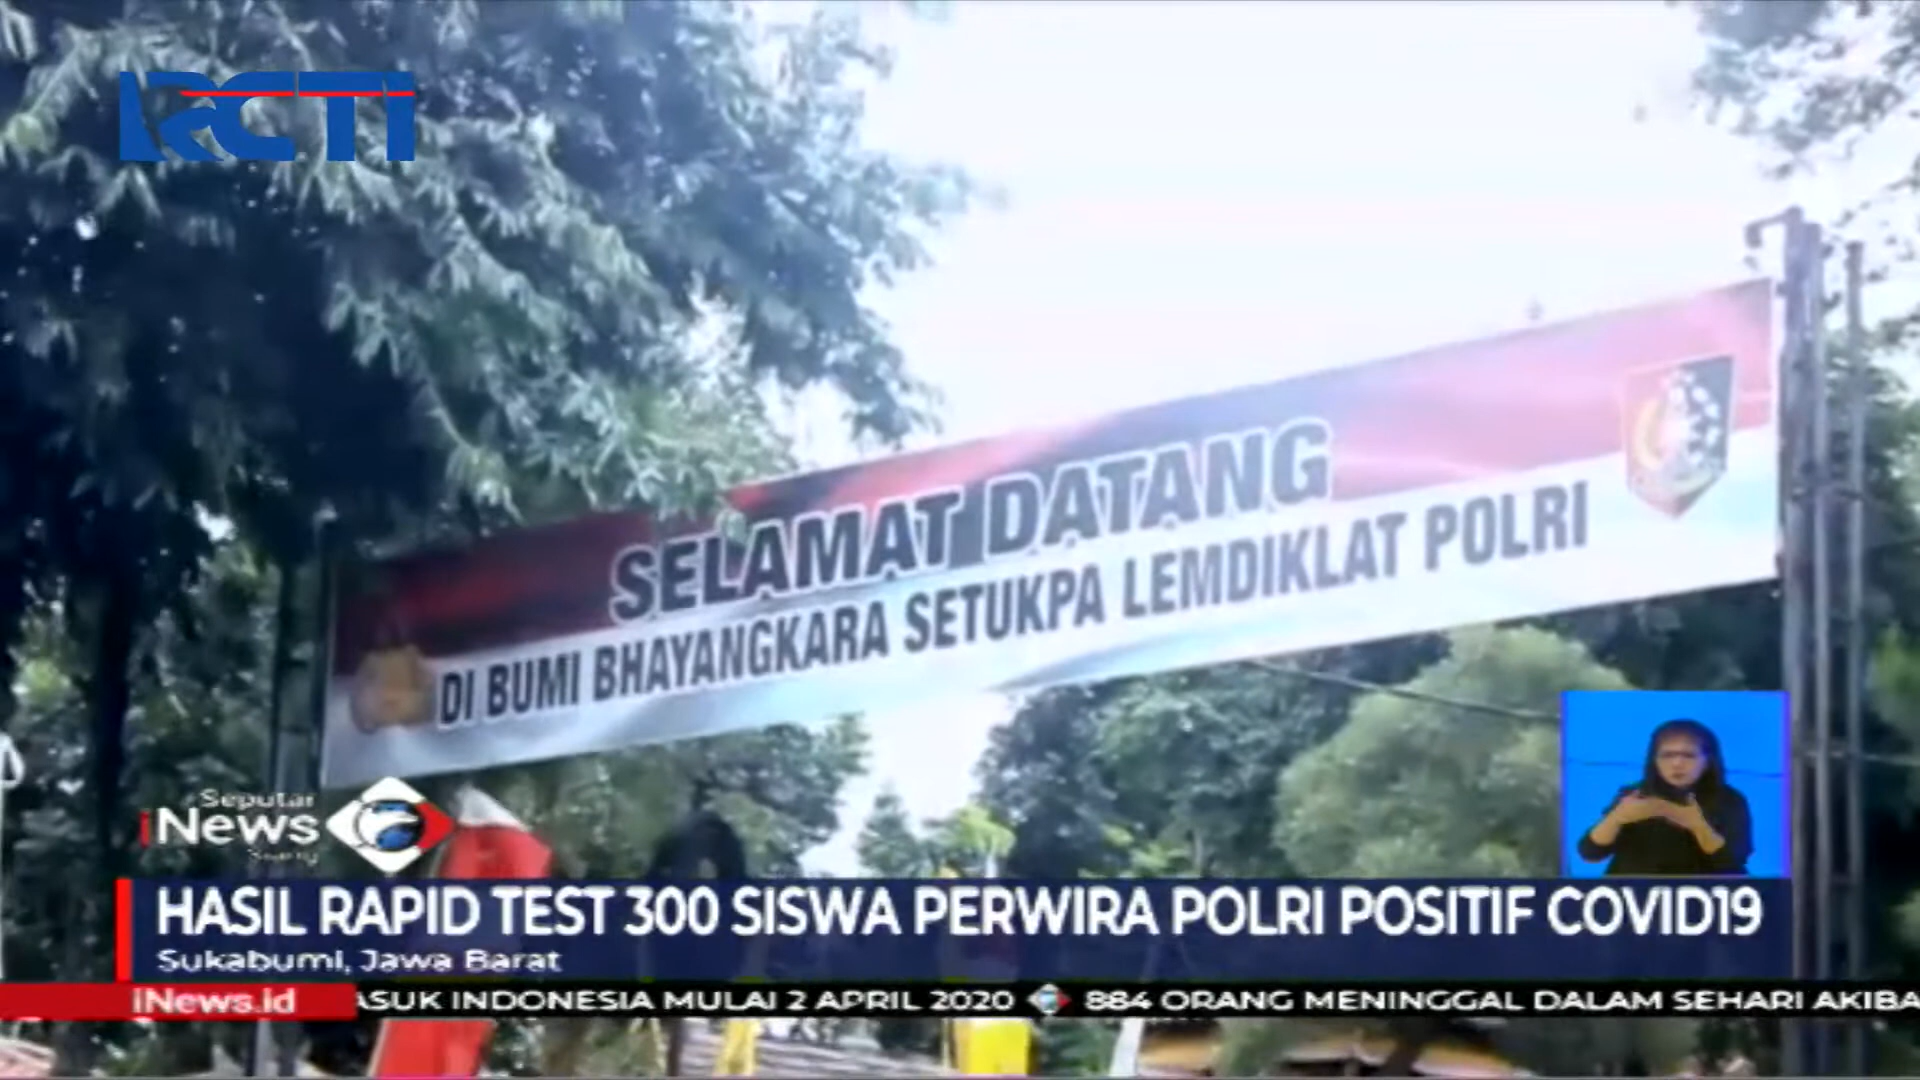 RCTI
SELAMAT DATANG
DI BUMI BHAYANGKARA SETUKPA LEMDIKLAT POLRI
Seputar
iNews
Siang
HASIL RAPID TEST 300 SISWA PERWIRA POLRI POSITIF COVID19
Sukabumi, Jawa Barat
iNews.id
ASUK INDONESIA MULAI 2 APRIL 2020 884 ORANG MENINGGAL DALAM SEHARI AKIBA